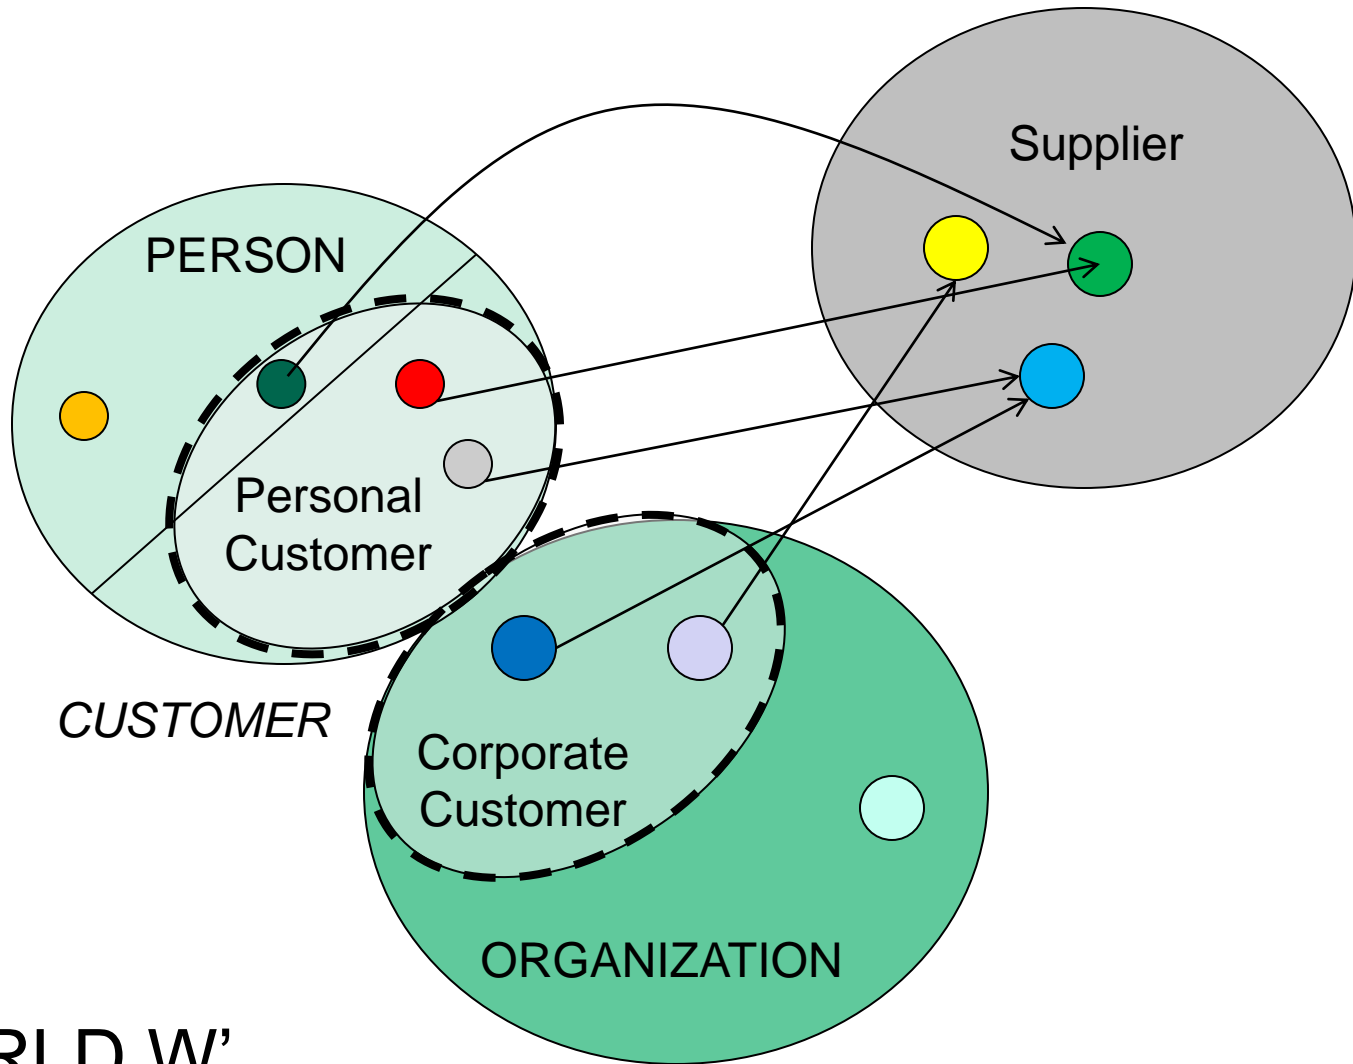 Supplier
PERSON
Personal
Customer
CUSTOMER
Corporate
Customer
ORGANIZATION
W’